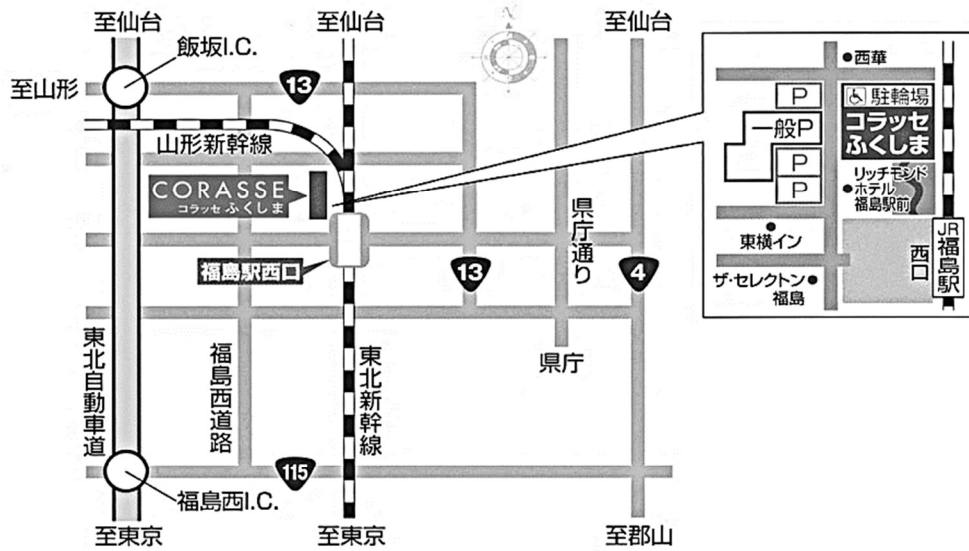 至仙台
至仙台
至仙台
飯坂I.C.
至山形
13
山形新幹線
CORASSE
コラッセ ふくしま
福島駅西口
13
県庁通り
4
東北自動車道
福島西道路
東北新幹線
県庁
115
福島西I.C.
至東京
至東京
至郡山
西華
P
駐輪場
一般P
コラッセ
ふくしま
P
P
リッチモンド
ホテル
福島駅前
東横イン
JR福島駅
西口
ザ・セレクトン
福島